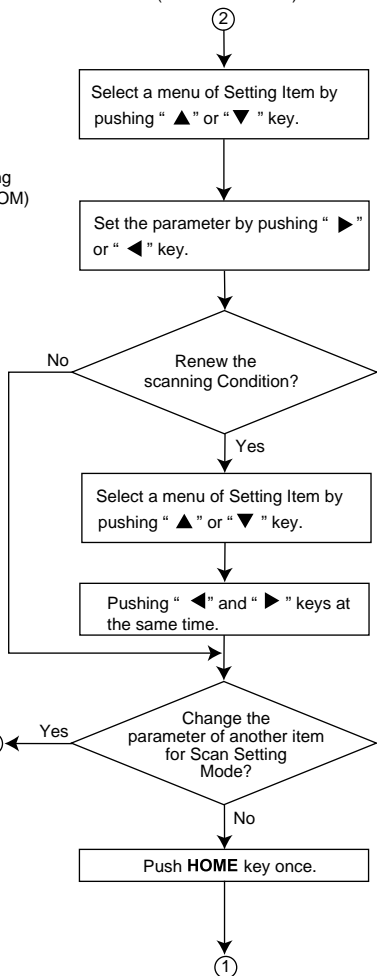 2
Select a menu of Setting Item by
pushing “ ▲” or “▼ ” key.
Set the parameter by pushing “ ▶”
or “ ◀ ” key.
Renew the
scanning Condition?
No
Yes
Select a menu of Setting Item by
pushing “ ▲ ” or “▼ ” key.
Pushing “ ◀” and “ ▶ ” keys at
the same time.
Change the
parameter of another item
for Scan Setting
Mode?
Yes
No
Push HOME key once.
1